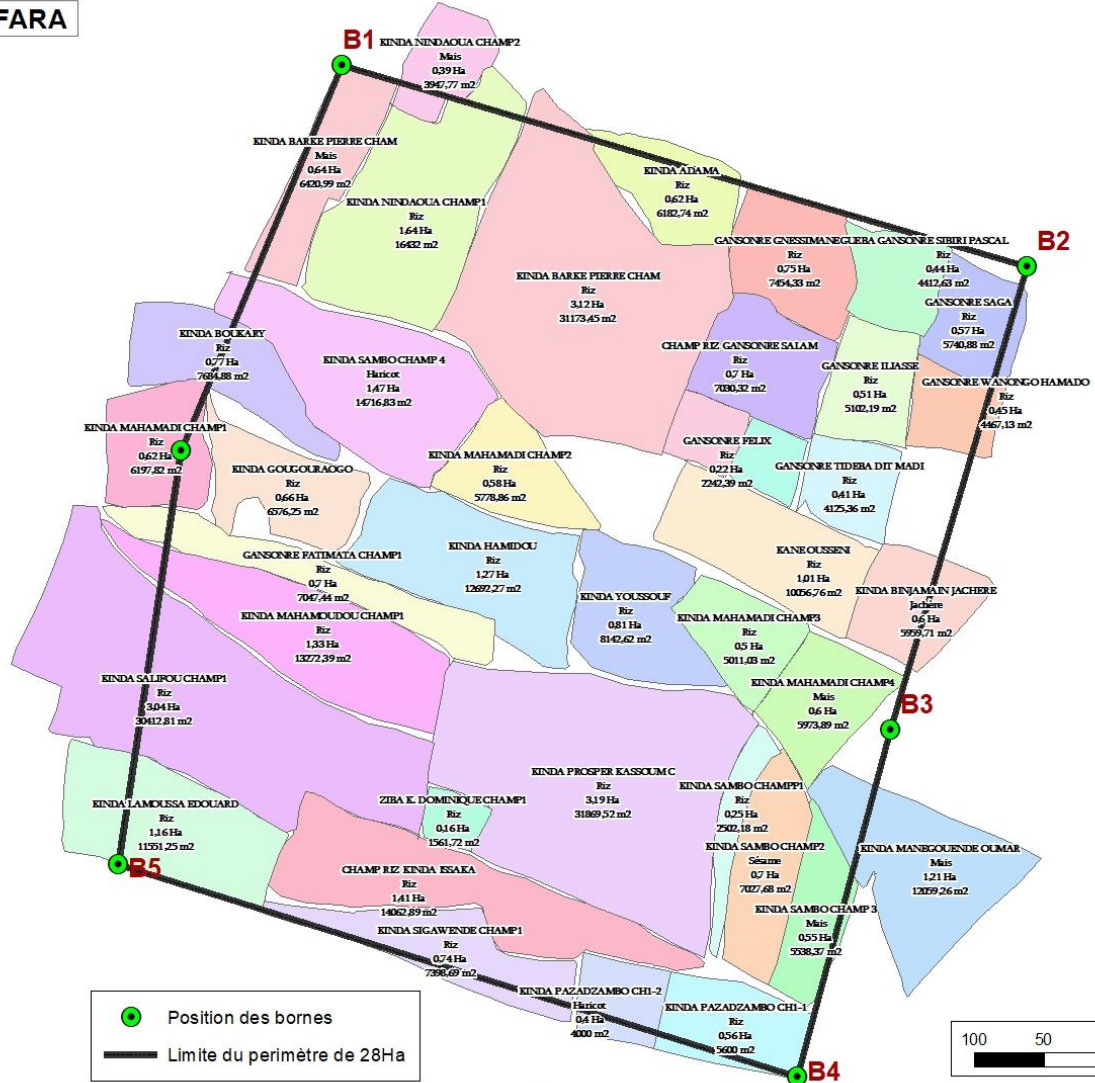 FARA
B1
KINDA NINDAOUA CHAMP2
Mais
0,39 Ha
3947,77 m2
KINDA BARKE PIERRE CHAM
Mais
0,64 Ha
6420,99 m2
KINDA NINDAOUA CHAMP1
Riz
1,64 Ha
16432 m2
KINDA ADAMA
Riz
0,62 Ha
6182,74 m2
KINDA BARKE PIERRE CHAM
Riz
3,12 Ha
31173,45 m2
GANSONRE GNESSIMANEGUEBA
Riz
0,75 Ha
7454,33 m2
GANSONRE SIBIRI PASCAL
Riz
0,44 Ha
4412,63 m2
B2
GANSONRE SAGA
Riz
0,57 Ha
5740,88 m2
KINDA BOUKARY
Riz
0,77 Ha
7684,88 m2
KINDA SAMBO CHAMP 4
Haricot
1,47 Ha
14716,83 m2
CHAMP RIZ GANSONRE SALAM
Riz
0,7 Ha
7030,32 m2
GANSONRE ILIASSE
Riz
0,51 Ha
5102,19 m2
GANSONRE WANONGO HAMADO
Riz
0,45 Ha
4467,13 m2
KINDA MAHAMADI CHAMP1
Riz
0,62 Ha
6197,82 m2
KINDA GOUGOURAOGO
Riz
0,66 Ha
6576,25 m2
KINDA MAHAMADI CHAMP2
Riz
0,58 Ha
5778,86 m2
GANSONRE FELIX
Riz
0,22 Ha
2242,39 m2
GANSONRE TIDEBA DIT MADI
Riz
0,41 Ha
4125,36 m2
GANSONRE FATIMATA CHAMP1
Riz
0,7 Ha
7047,44 m2
KINDA HAMIDOU
Riz
1,27 Ha
12692,27 m2
KANE OUSSENI
Riz
1,01 Ha
10056,76 m2
KINDA BINJAMAIN JACHERE
Jachère
0,6 Ha
5959,71 m2
KINDA YOUSSOUF
Riz
0,81 Ha
8142,62 m2
KINDA MAHAMOUDOU CHAMP1
Riz
1,33 Ha
13272,39 m2
KINDA MAHAMADI CHAMP3
Riz
0,5 Ha
5011,03 m2
KINDA SALIFOU CHAMP1
Riz
3,04 Ha
30412,81 m2
KINDA MAHAMADI CHAMP4
Mais
0,6 Ha
5973,89 m2
B3
KINDA PROSPER KASSOUM C
Riz
3,19 Ha
31869,52 m2
KINDA SAMBO CHAMPP1
Riz
0,25 Ha
2502,18 m2
KINDA LAMOUSSA EDOUARD
Riz
1,16 Ha
11551,25 m2
ZIBA K. DOMINIQUE CHAMP1
Riz
0,16 Ha
1561,72 m2
KINDA SAMBO CHAMP2
Sésame
0,7 Ha
7027,68 m2
KINDA MANEGOUENDE OUMAR
Mais
1,21 Ha
12059,26 m2
B5
CHAMP RIZ KINDA ISSAKA
Riz
1,41 Ha
14062,89 m2
KINDA SAMBO CHAMP 3
Mais
0,55 Ha
5538,37 m2
KINDA SIGAWENDE CHAMP1
Riz
0,74 Ha
7398,69 m2
KINDA PAZADZAMBO CH1-2
Haricot
0,4 Ha
4000 m2
KINDA PAZADZAMBO CH1-1
Riz
0,56 Ha
5600 m2
B4
Position des bornes
Limite du perimètre de 28Ha
100 50